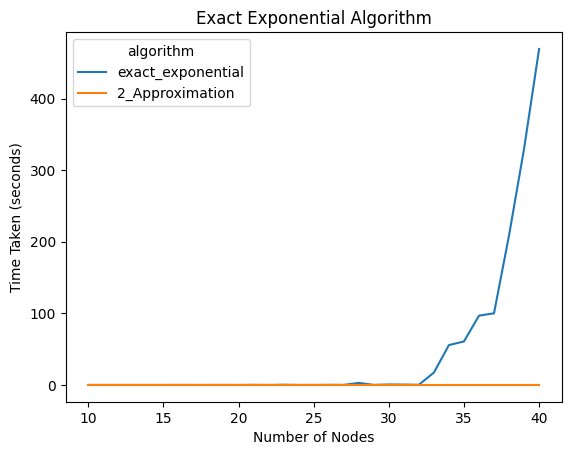 Exact Exponential Algorithm
algorithm
exact_exponential
2_Approximation
Time Taken (seconds)
400
300
200
100
0
10 15 20 25 30 35 40
Number of Nodes